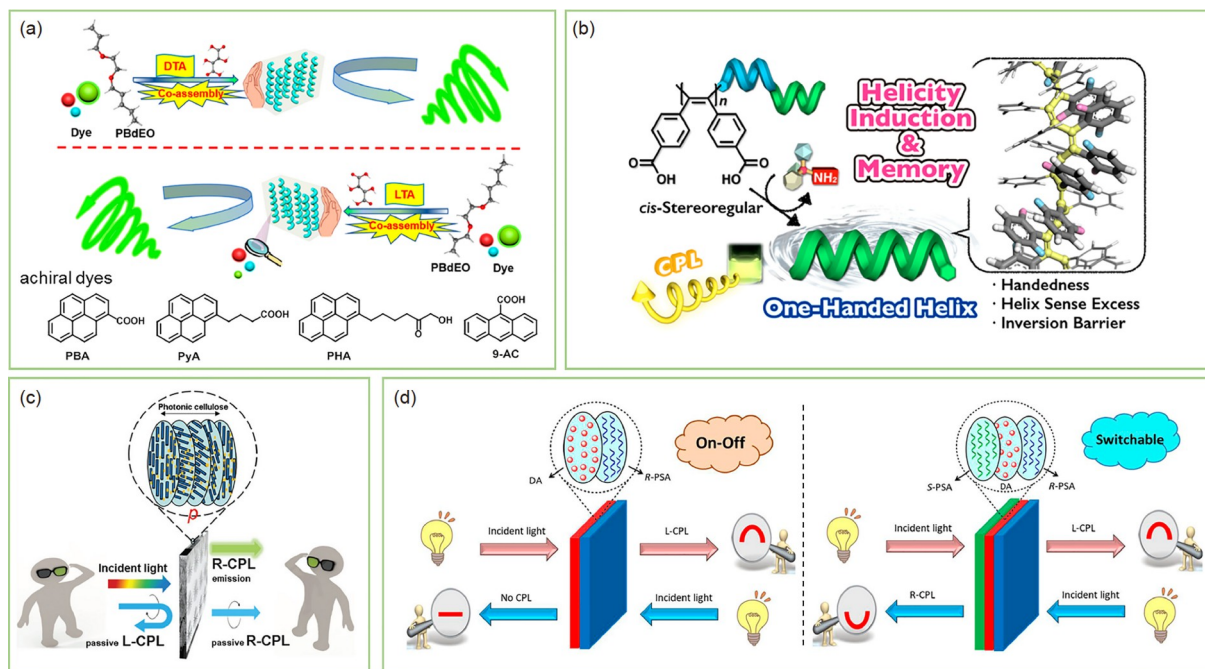 (a)
DTA
Co-assembly
Dye
PBdEO
LTA
Co-assembly
PBdEO
Dye
achiral dyes
COOH
COOH
OH
O
COOH
PBA
PyA
PHA
9-AC
(b)
n
O
OH
O
HO
NH2
cis-Stereoregular
Helicity
Induction
&
Memory
CPL
One-Handed Helix
· Handedness
· Helix Sense Excess
· Inversion Barrier
(c)
Photonic cellulose
p
Incident light
R-CPL
emission
passive L-CPL
passive R-CPL
(d)
DA
R-PSA
On-Off
Incident light
L-CPL
No CPL
Incident light
S-PSA
DA
R-PSA
Switchable
Incident light
L-CPL
R-CPL
Incident light